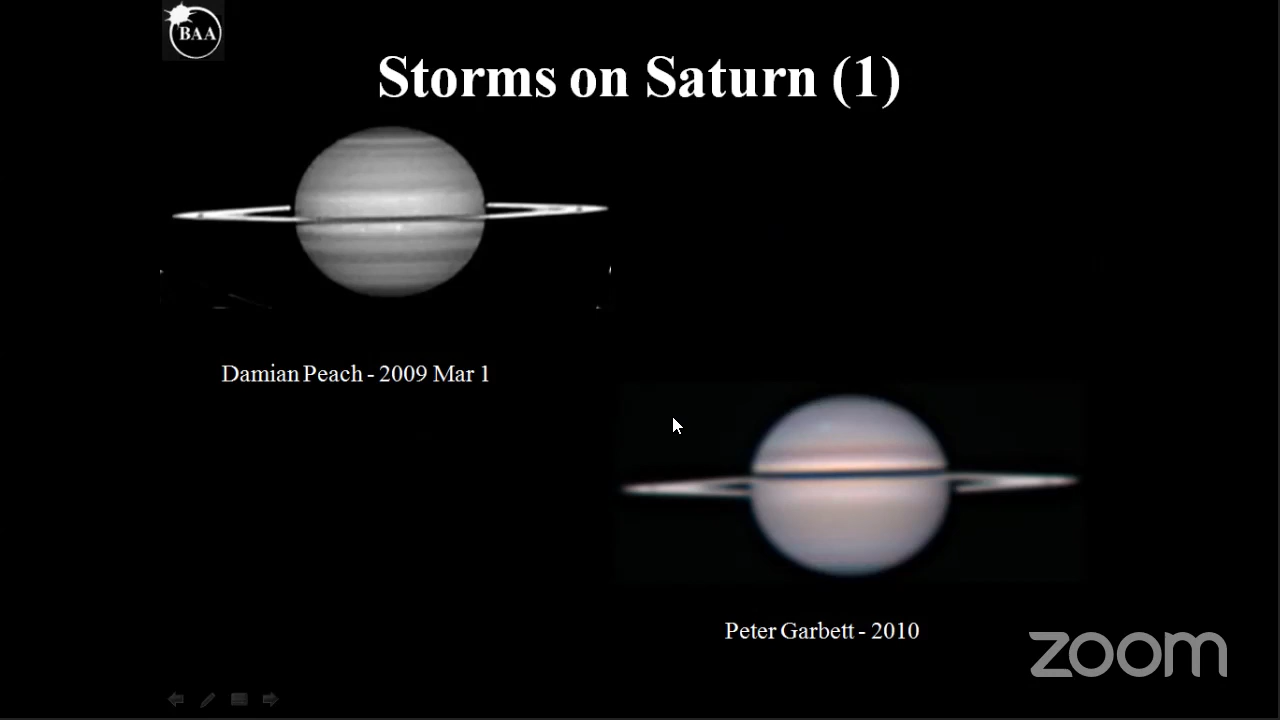 BAA
Storms on Saturn (1)
Damian Peach - 2009 Mar 1
Peter Garbett - 2010
zoom